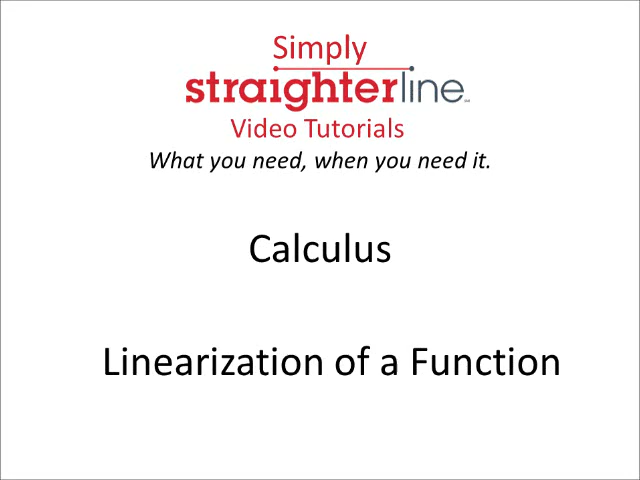 Simply
straighterline
Video Tutorials
What you need, when you need it.
Calculus
Linearization of a Function